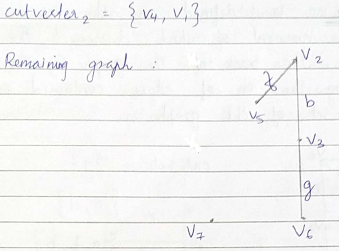 cutvertex₂ = {V₄, V₁}
Remaining graph :
V₂
V₅
b
V₃
g
V₇
V₆